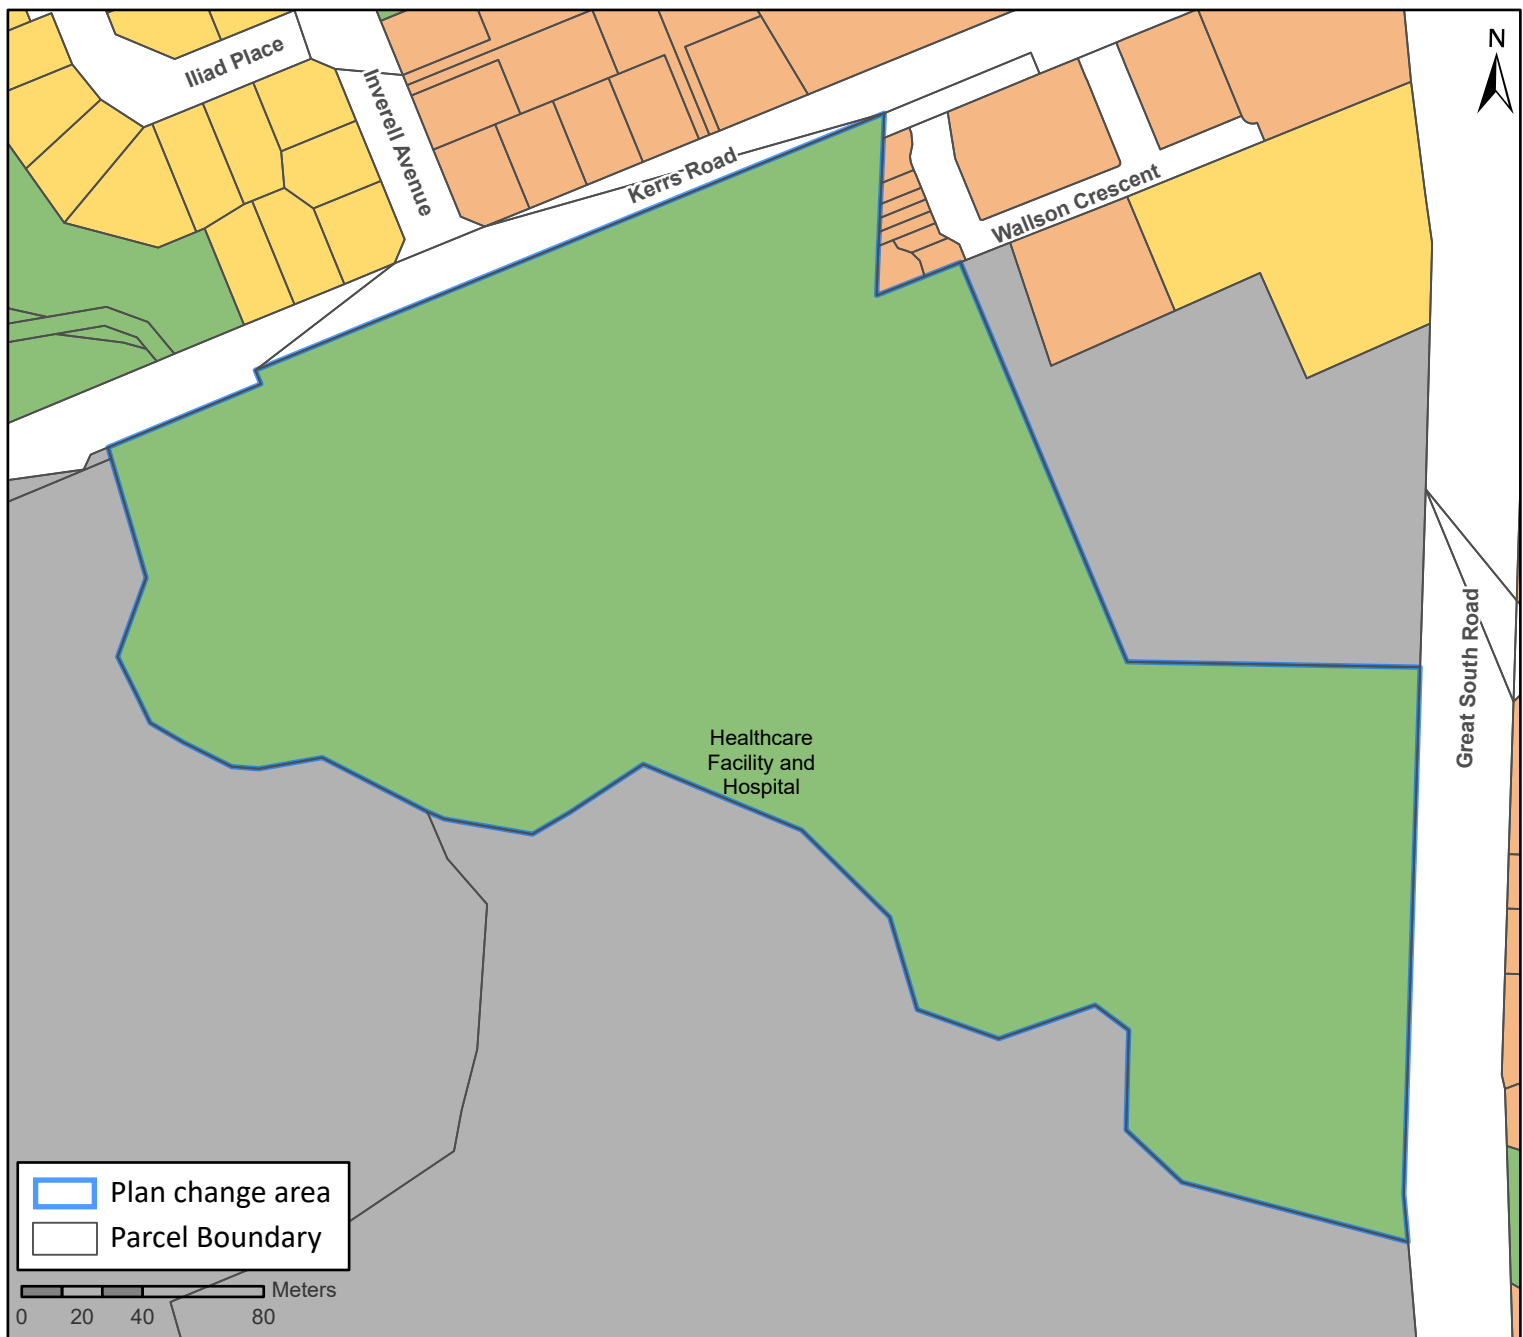 Iliad Place
Inverell Avenue
N
Kerrs Road
Wallson Crescent
Great South Road
Healthcare
Facility and
Hospital
Plan change area
Parcel Boundary
Meters
0 20 40 80